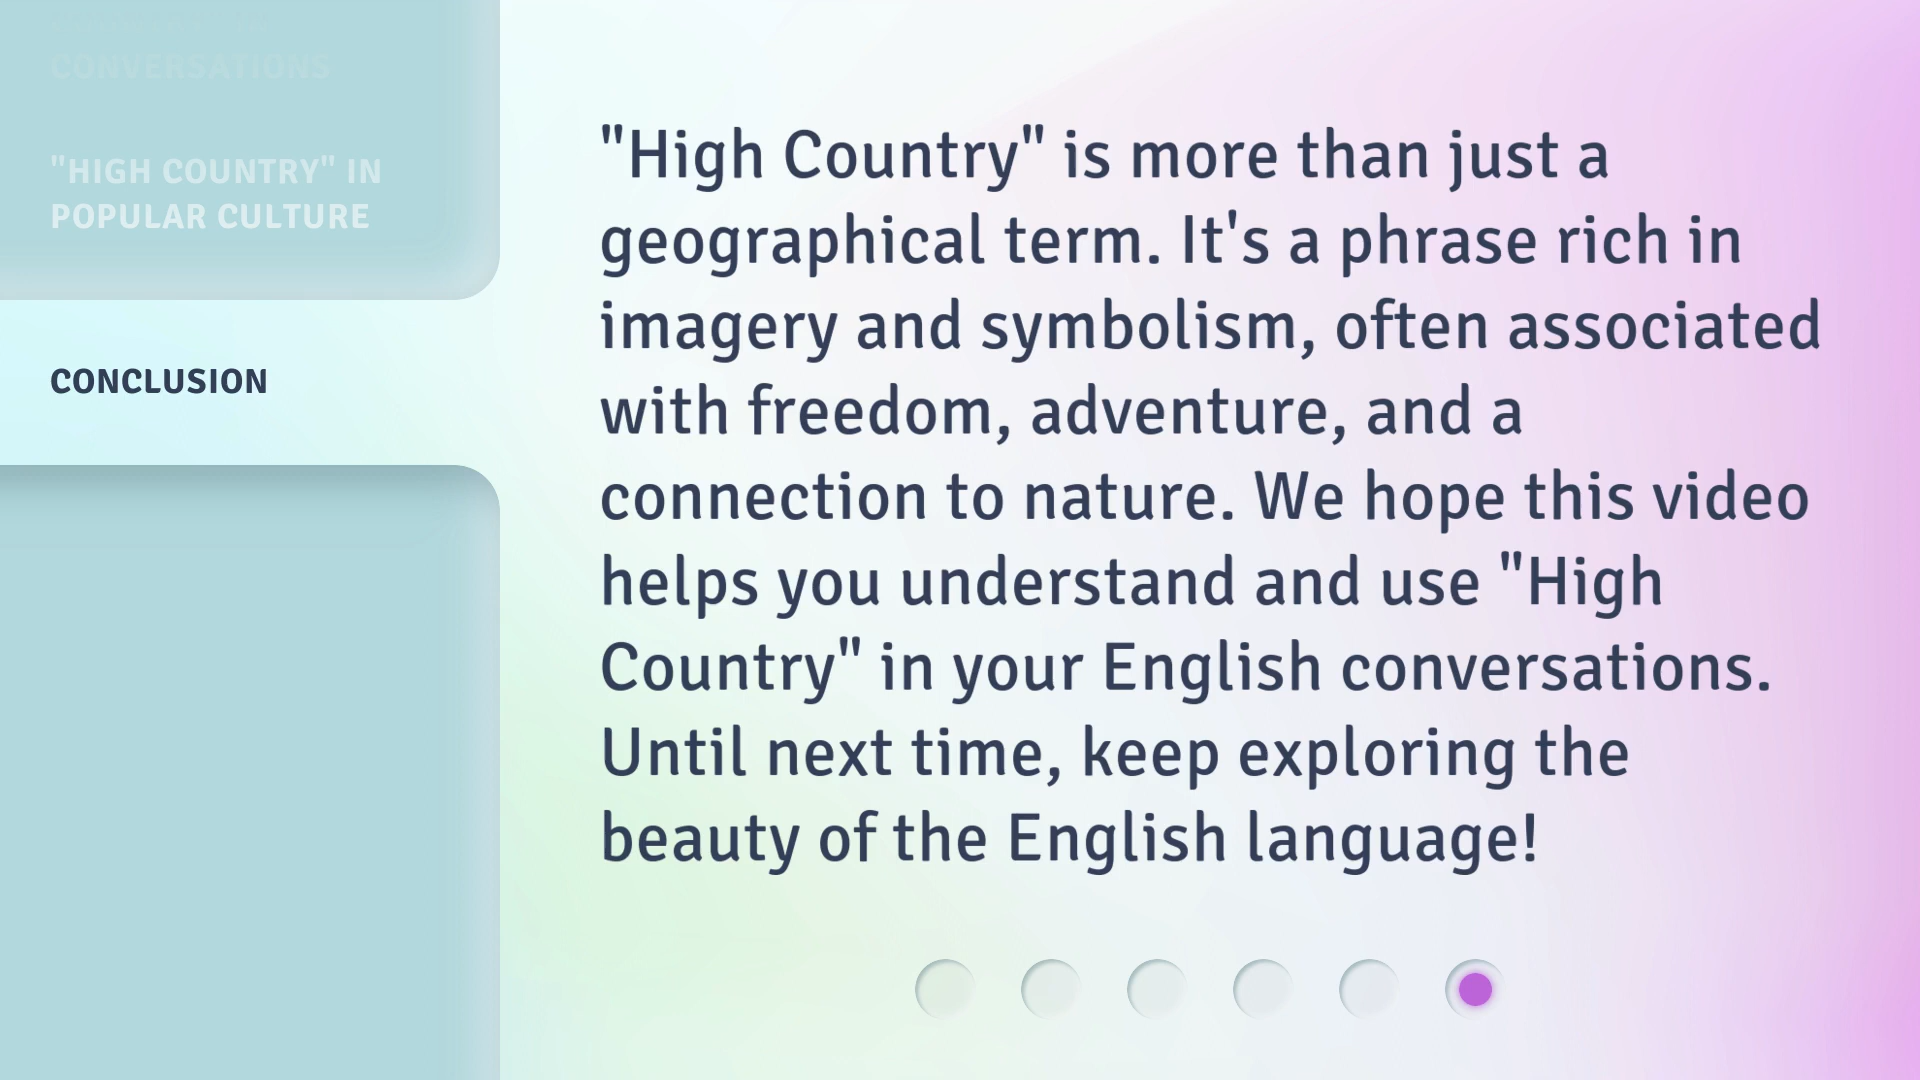 CONVERSATIONS
"HIGH COUNTRY" IN
POPULAR CULTURE
CONCLUSION
"High Country" is more than just a
geographical term. It's a phrase rich in
imagery and symbolism, often associated
with freedom, adventure, and a
connection to nature. We hope this video
helps you understand and use "High
Country" in your English conversations.
Until next time, keep exploring the
beauty of the English language!